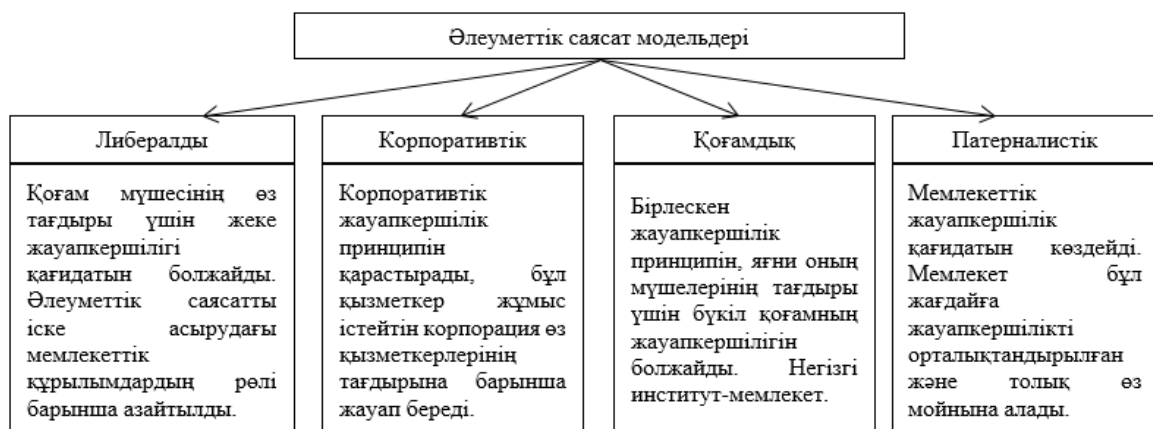 Әлеуметтік саясат модельдері
Либералды
Қоғам мүшесінің өз
тағдыры үшін жеке
жауапкершілігі
қағидатын болжайды.
Әлеуметтік саясатты
іске асырудағы
мемлекеттік
құрылымдардың рөлі
барынша азайтылды.
Корпоративтік
Корпоративтік
жауапкершілік
принципін
қарастырады, бұл
қызметкер жұмыс
істейтін корпорация өз
қызметкерлерінің
тағдырына барынша
жауап береді.
Қоғамдық
Бірлескен
жауапкершілік
принципін, яғни оның
мүшелерінің тағдыры
үшін бүкіл қоғамның
жауапкершілігін
болжайды. Негізгі
институт-мемлекет.
Патерналистік
Мемлекеттік
жауапкершілік
қағидатын көздейді.
Мемлекет бұл
жағдайға
жауапкершілікті
орталықтандырылған
және толық өз
мойнына алады.